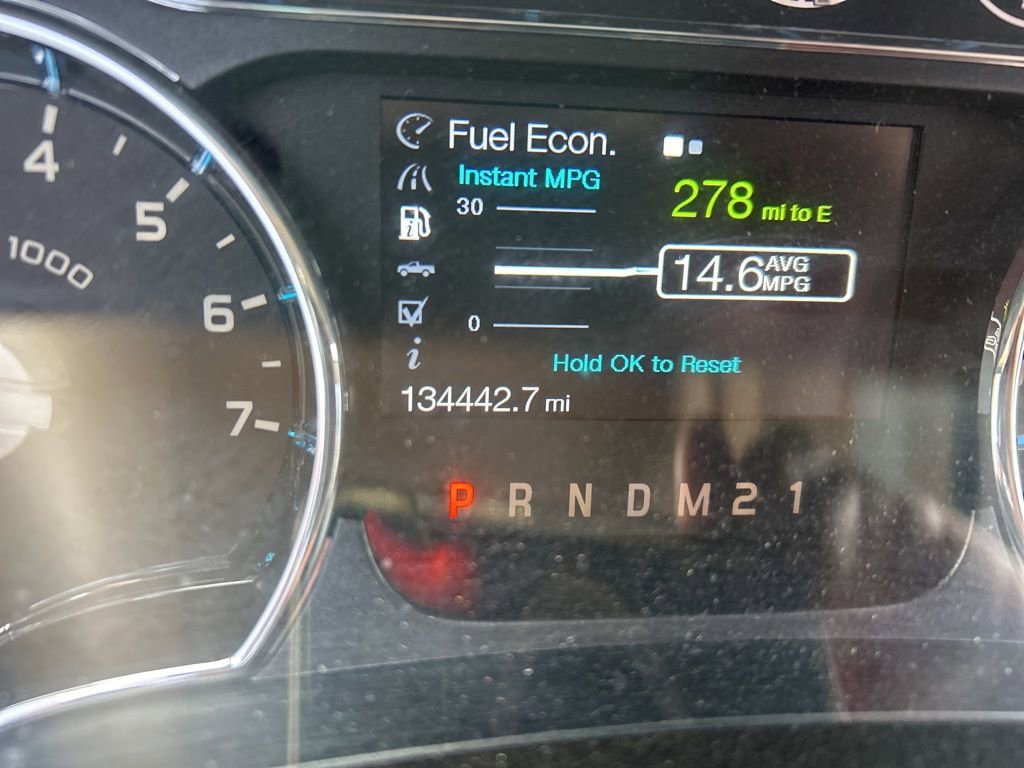 4
5
6
7
1000
Fuel Econ.
Instant MPG
30
278 mi to E
14.6 AVG MPG
0
Hold OK to Reset
i
134442.7 mi
P R N D M 2 1